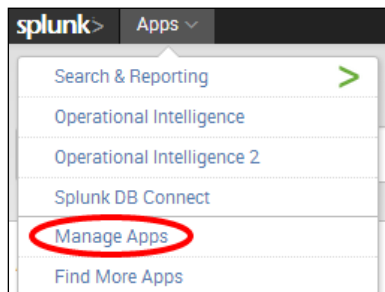 splunk> Apps
Search & Reporting
Operational Intelligence
Operational Intelligence 2
Splunk DB Connect
Manage Apps
Find More Apps